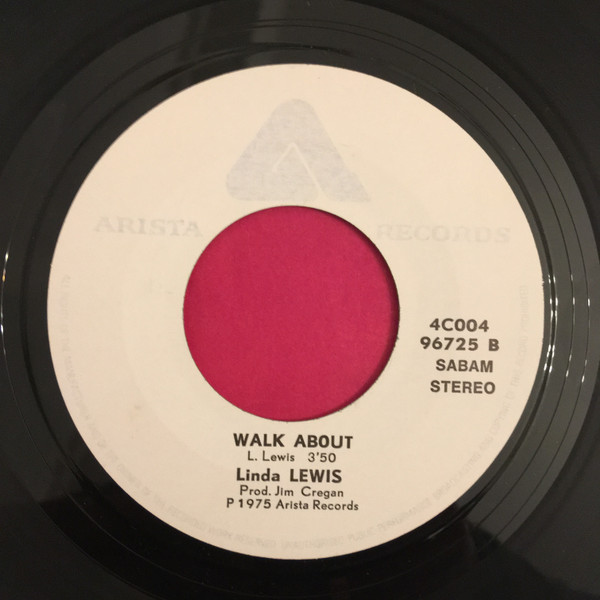 ARISTA RECORDS
4C004
96725 B
SABAM
STEREO
WALK ABOUT
L. Lewis 3'50
Linda LEWIS
Prod. Jim Cregan
P 1975 Arista Records